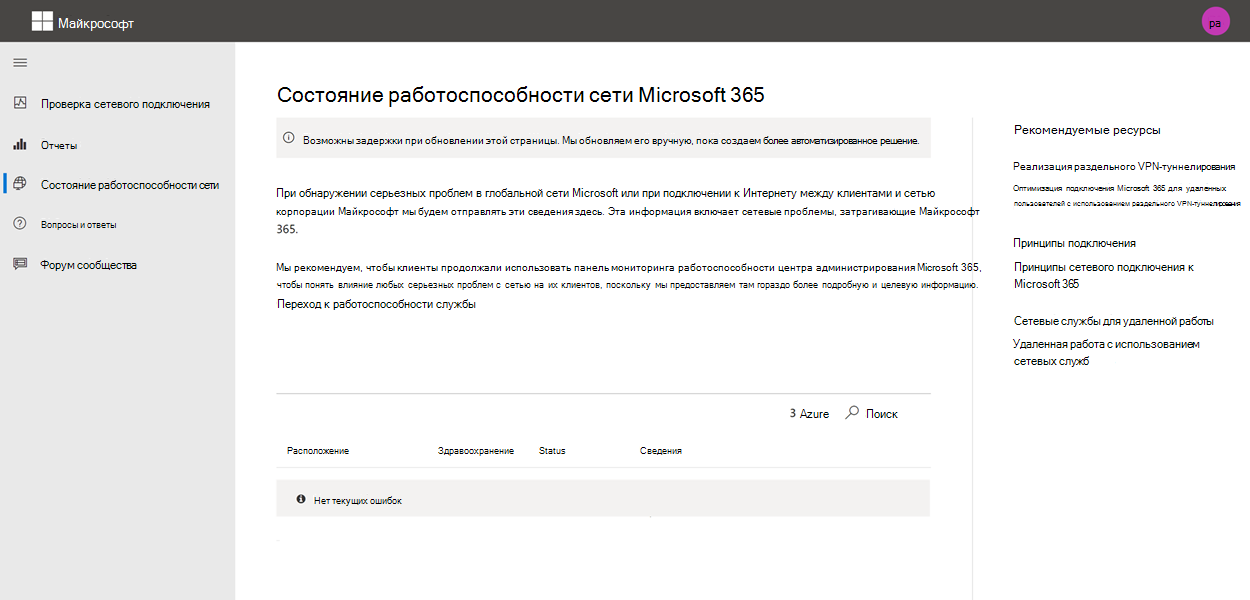 Майкрософт
ра
Проверка сетевого подключения
Отчеты
Состояние работоспособности сети
Вопросы и ответы
Форум сообщества
Состояние работоспособности сети Microsoft 365
Возможны задержки при обновлении этой страницы. Мы обновляем его вручную, пока создаем более автоматизированное решение.
При обнаружении серьезных проблем в глобальной сети Microsoft или при подключении к Интернету между клиентами и сетью
корпорации Майкрософт мы будем отправлять эти сведения здесь. Эта информация включает сетевые проблемы, затрагивающие Майкрософт
365.
Мы рекомендуем, чтобы клиенты продолжали использовать панель мониторинга работоспособности центра администрирования Microsoft 365,
чтобы понять влияние любых серьезных проблем с сетью на их клиентов, поскольку мы предоставляем там гораздо более подробную и целевую информацию.
Переход к работоспособности службы
3 Azure
Поиск
Расположение
Здравоохранение
Status
Сведения
Нет текущих ошибок
Рекомендуемые ресурсы
Реализация раздельного VPN-туннелирования
Оптимизация подключения Microsoft 365 для удаленных
пользователей с использованием раздельного VPN-туннелирования
Принципы подключения
Принципы сетевого подключения к
Microsoft 365
Сетевые службы для удаленной работы
Удаленная работа с использованием
сетевых служб